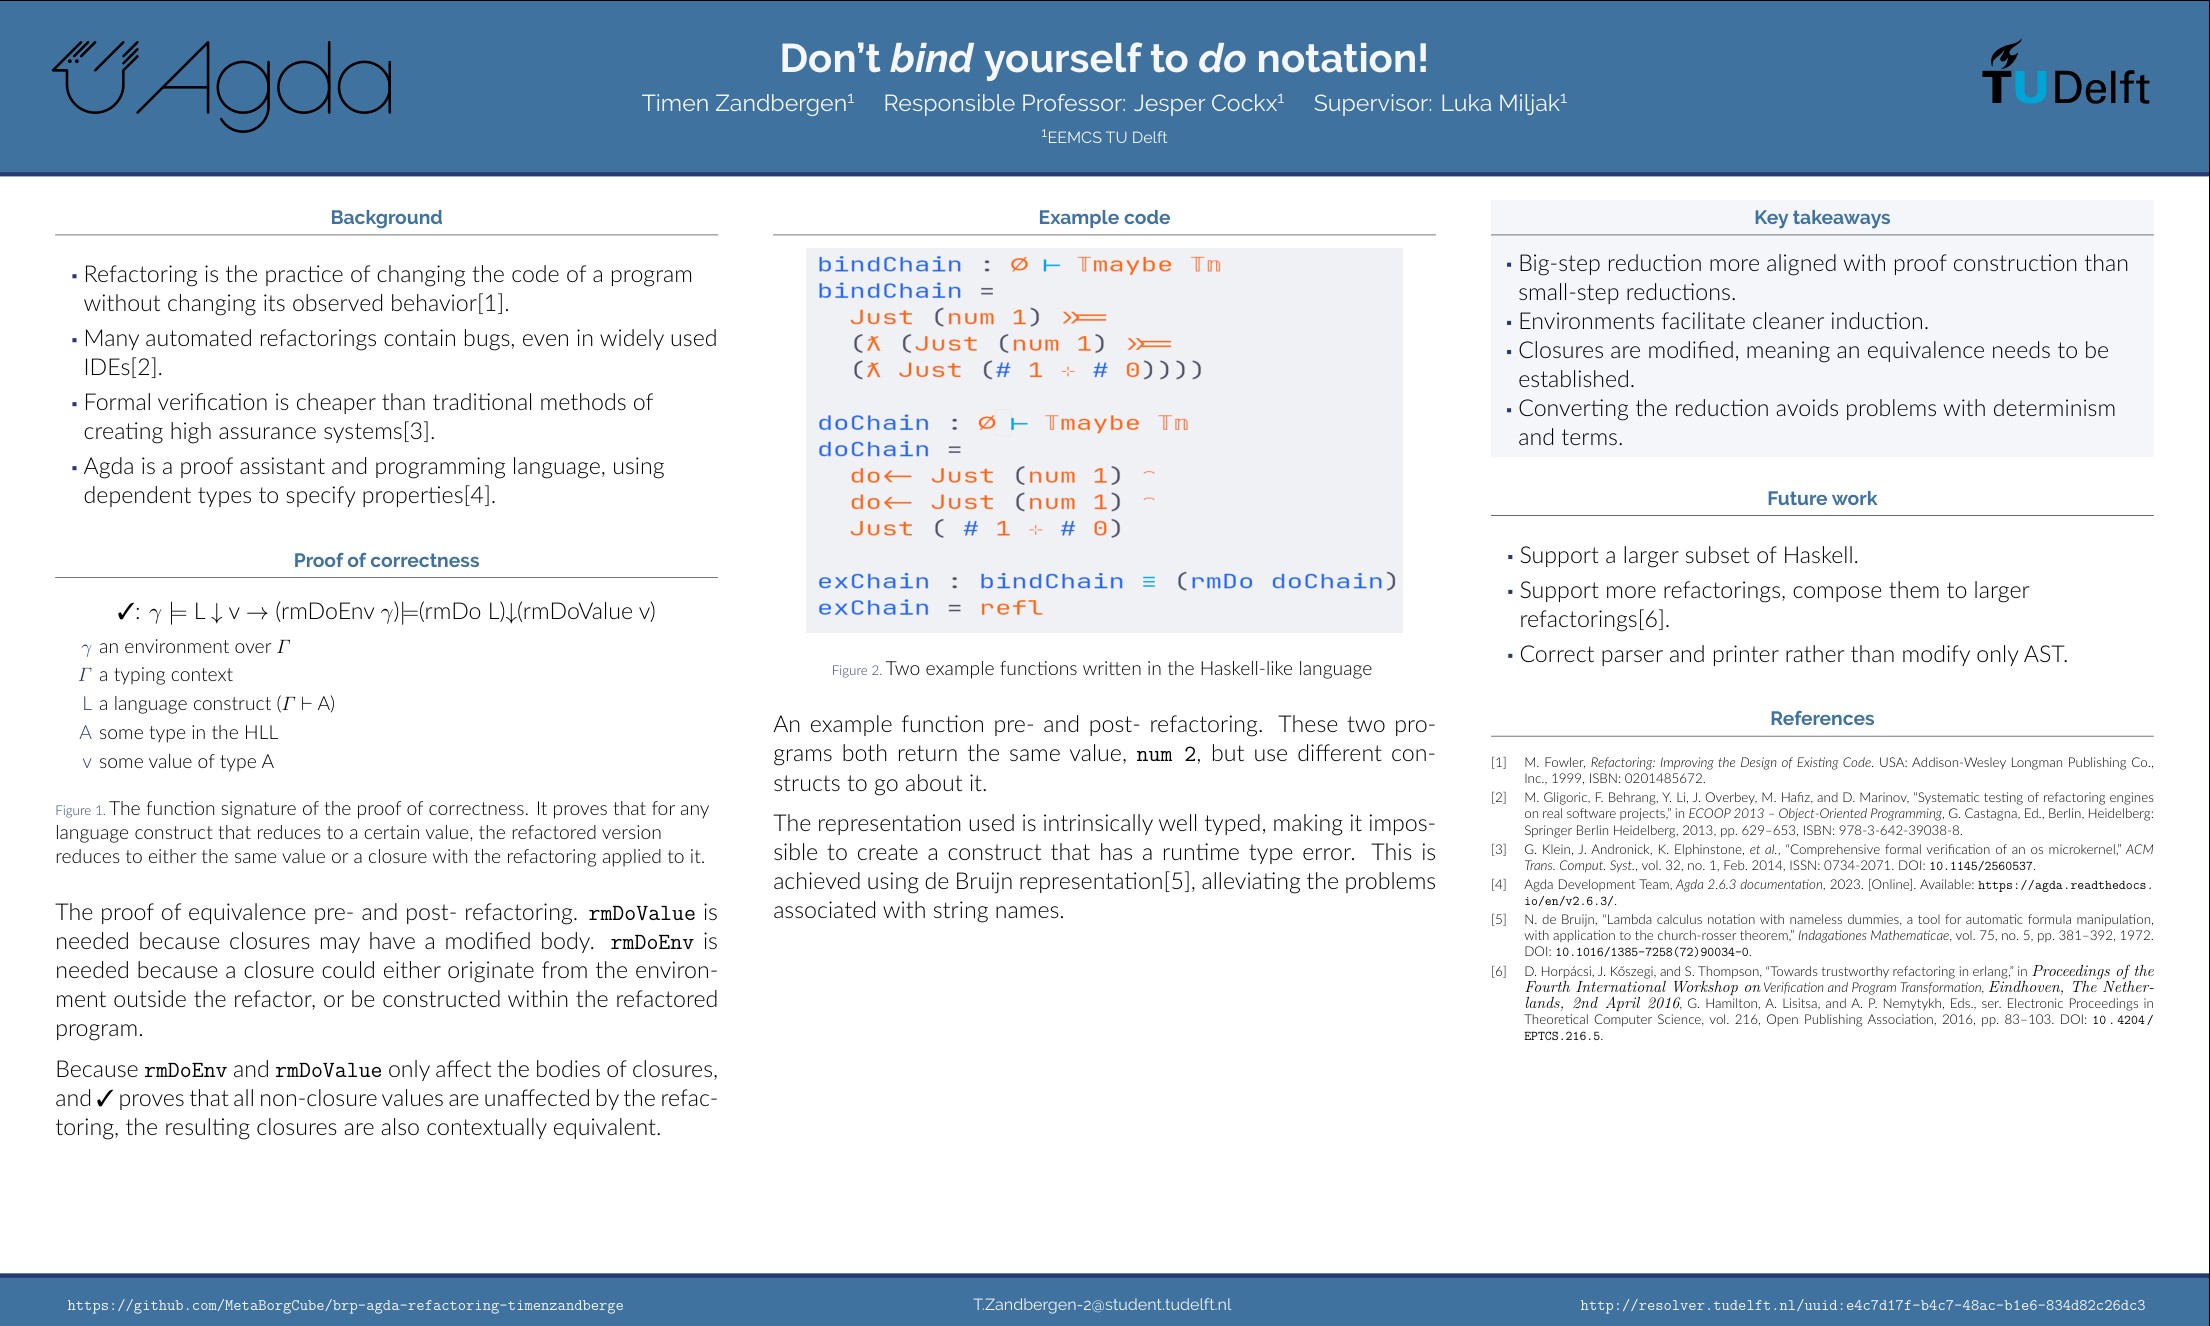 Agda
Don't bind yourself to do notation!
Timen Zandbergen¹ Responsible Professor: Jesper Cockx¹ Supervisor: Luka Miljak¹
¹EEMCS TU Delft
TUDelft
Background
▪ Refactoring is the practice of changing the code of a program
without changing its observed behavior[1].
▪ Many automated refactorings contain bugs, even in widely used
IDEs[2].
▪ Formal verification is cheaper than traditional methods of
creating high assurance systems[3].
▪ Agda is a proof assistant and programming language, using
dependent types to specify properties[4].
Proof of correctness
✓: γ ⊨ L ↓ v → (rmDoEnv γ)⊨(rmDo L)↓(rmDoValue v)
γ an environment over Γ
Γ a typing context
L a language construct (Γ ⊢ A)
A some type in the HLL
v some value of type A
Figure 1. The function signature of the proof of correctness. It proves that for any
language construct that reduces to a certain value, the refactored version
reduces to either the same value or a closure with the refactoring applied to it.
The proof of equivalence pre- and post- refactoring. rmDoValue is
needed because closures may have a modified body. rmDoEnv is
needed because a closure could either originate from the environ-
ment outside the refactor, or be constructed within the refactored
program.
Because rmDoEnv and rmDoValue only affect the bodies of closures,
and ✓ proves that all non-closure values are unaffected by the refac-
toring, the resulting closures are also contextually equivalent.
Example code
bindChain : ∅ ⊢ 𝕋maybe 𝕋n
bindChain =
Just (num 1) >>=
(ƛ (Just (num 1) >>=
(ƛ Just (# 1 ∔ # 0))))
doChain : ∅ ⊢ 𝕋maybe 𝕋n
doChain =
do← Just (num 1) ⌢
do← Just (num 1) ⌢
Just ( # 1 ∔ # 0)
exChain : bindChain ≡ (rmDo doChain)
exChain = refl
Figure 2. Two example functions written in the Haskell-like language
An example function pre- and post- refactoring. These two pro-
grams both return the same value, num 2, but use different con-
structs to go about it.
The representation used is intrinsically well typed, making it impos-
sible to create a construct that has a runtime type error. This is
achieved using de Bruijn representation[5], alleviating the problems
associated with string names.
Key takeaways
▪ Big-step reduction more aligned with proof construction than
small-step reductions.
▪ Environments facilitate cleaner induction.
▪ Closures are modified, meaning an equivalence needs to be
established.
▪ Converting the reduction avoids problems with determinism
and terms.
Future work
▪ Support a larger subset of Haskell.
▪ Support more refactorings, compose them to larger
refactorings[6].
▪ Correct parser and printer rather than modify only AST.
References
[1] M. Fowler, Refactoring: Improving the Design of Existing Code. USA: Addison-Wesley Longman Publishing Co.,
Inc., 1999, ISBN: 0201485672.
[2] M. Gligoric, F. Behrang, Y. Li, J. Overbey, M. Hafiz, and D. Marinov, "Systematic testing of refactoring engines
on real software projects," in ECOOP 2013 – Object-Oriented Programming, G. Castagna, Ed., Berlin, Heidelberg:
Springer Berlin Heidelberg, 2013, pp. 629–653, ISBN: 978-3-642-39038-8.
[3] G. Klein, J. Andronick, K. Elphinstone, et al., "Comprehensive formal verification of an os microkernel," ACM
Trans. Comput. Syst., vol. 32, no. 1, Feb. 2014, ISSN: 0734-2071. DOI: 10.1145/2560537.
[4] Agda Development Team, Agda 2.6.3 documentation, 2023. [Online]. Available: https://agda.readthedocs.
io/en/v2.6.3/.
[5] N. de Bruijn, "Lambda calculus notation with nameless dummies, a tool for automatic formula manipulation,
with application to the church-rosser theorem," Indagationes Mathematicae, vol. 75, no. 5, pp. 381–392, 1972.
DOI: 10.1016/1385-7258(72)90034-0.
[6] D. Horpácsi, J. Kőszegi, and S. Thompson, "Towards trustworthy refactoring in erlang," in Proceedings of the
Fourth International Workshop on Verification and Program Transformation, Eindhoven, The Nether-
lands, 2nd April 2016, G. Hamilton, A. Lisitsa, and A. P. Nemytykh, Eds., ser. Electronic Proceedings in
Theoretical Computer Science, vol. 216, Open Publishing Association, 2016, pp. 83–103. DOI: 10.4204/
EPTCS.216.5.
https://github.com/MetaBorgCube/brp-agda-refactoring-timenzandberge
T.Zandbergen-2@student.tudelft.nl
http://resolver.tudelft.nl/uuid:e4c7d17f-b4c7-48ac-b1e6-834d82c26dc3